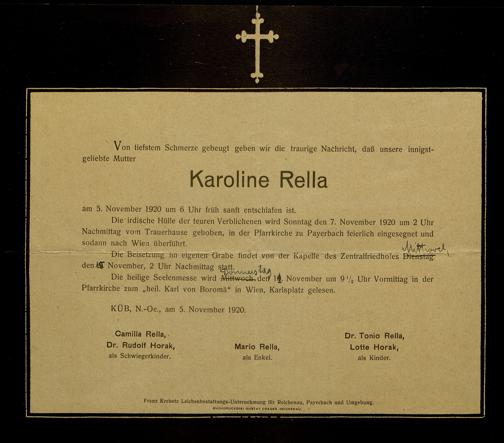 Von tiefstem Schmerze gebeugt geben wir die traurige Nachricht, daß unsere innigst-
geliebte Mutter
Karoline Rella
am 5. November 1920 um 6 Uhr früh sanft entschlafen ist.
Die irdische Hülle der teuren Verblichenen wird Sonntag den 7. November 1920 um 2 Uhr
Nachmittag vom Trauerhause gehoben, in der Pfarrkirche zu Payerbach feierlich eingesegnet und
sodann nach Wien überführt.
Mittwoch,
Die Beisetzung im eigenen Grabe findet von der Kapelle des Zentralfriedhofes Dienstag
den November, 2 Uhr Nachmittag statt.
Donnerstag
Die heilige Seelenmesse wird Mittwoch den November um 9½ Uhr Vormittag in der
Pfarrkirche zum „heil. Karl von Boromä“ in Wien, Karlsplatz gelesen.
KÜB, N.-Oe., am 5. November 1920.
Camilla Rella,
Dr. Rudolf Horak,
als Schwiegerkinder.
Mario Rella,
als Enkel.
Dr. Tonio Rella,
Lotte Horak,
als Kinder.
Franz Leichenbestattungs-Unternehmung für Reichenau, Payerbach und Umgebung.
BUCHDRUCKEREI GUSTAV REICHENAU.